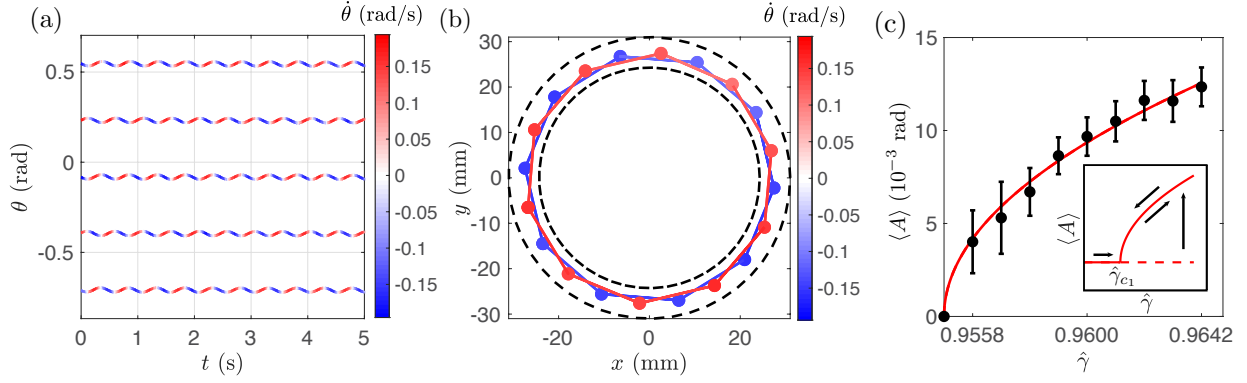 (a)
θ̇ (rad/s)
0.5
0
-0.5
θ (rad)
0 1 2 3 4 5
t (s)
0.15
0.1
0.05
0
-0.05
-0.1
-0.15
(b)
θ̇ (rad/s)
30
20
10
0
-10
-20
-30
y (mm)
-20 0 20
x (mm)
0.15
0.1
0.05
0
-0.05
-0.1
-0.15
(c)
15
10
5
0
⟨A⟩ (10⁻³ rad)
0.9558 0.9600 0.9642
γ̂
⟨A⟩
γ̂c₁
γ̂